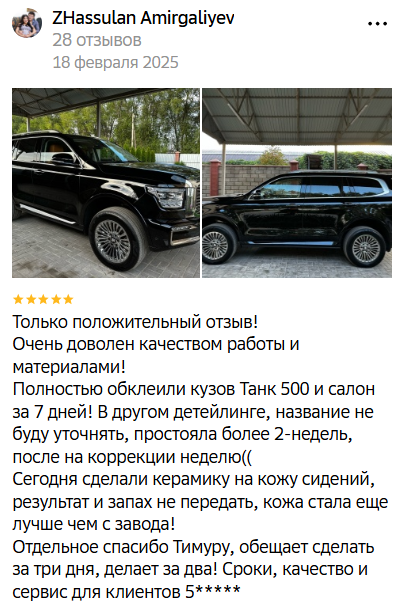 ZHassulan Amirgaliyev
28 отзывов
18 февраля 2025
Только положительный отзыв!
Очень доволен качеством работы и
материалами!
Полностью обклеили кузов Танк 500 и салон
за 7 дней! В другом детейлинге, название не
буду уточнять, простояла более 2-недель,
после на коррекции неделю((
Сегодня сделали керамику на кожу сидений,
результат и запах не передать, кожа стала еще
лучше чем с завода!
Отдельное спасибо Тимуру, обещает сделать
за три дня, делает за два! Сроки, качество и
сервис для клиентов 5*****